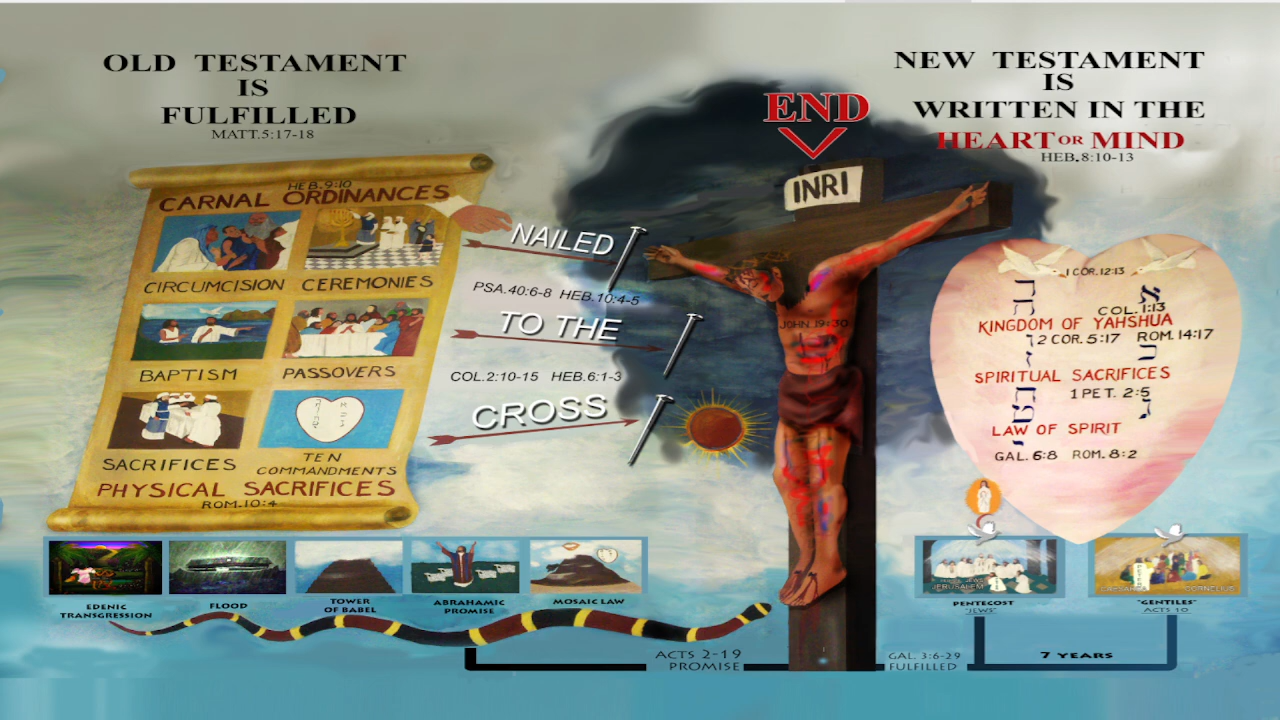 OLD TESTAMENT
IS
FULFILLED
MATT.5:17-18
HEB.9:10
CARNAL ORDINANCES
CIRCUMCISION CEREMONIES
BAPTISM PASSOVERS
SACRIFICES TEN
COMMANDMENTS
PHYSICAL SACRIFICES
ROM.10:4
NAILED
PSA.40:6-8 HEB.10:4-5
TO THE
COL.2:10-15 HEB.6:1-3
CROSS
END
INRI
JOHN 19:30
NEW TESTAMENT
IS
WRITTEN IN THE
HEART OR MIND
HEB.8:10-13
1 COR.12:13
COL.1:13
KINGDOM OF YAHSHUA
2 COR.5:17 ROM.14:17
SPIRITUAL SACRIFICES
1 PET. 2:5
LAW OF SPIRIT
GAL. 6:8 ROM. 8:2
EDENIC
TRANSGRESSION
FLOOD
TOWER
OF BABEL
ABRAHAMIC
PROMISE
MOSAIC LAW
JERUSALEM
PENTECOST
"JEWS"
PETER
CORNELIUS
"GENTILES"
ACTS 10
ACTS 2-19
PROMISE
GAL. 3:6-29
FULFILLED
7 YEARS